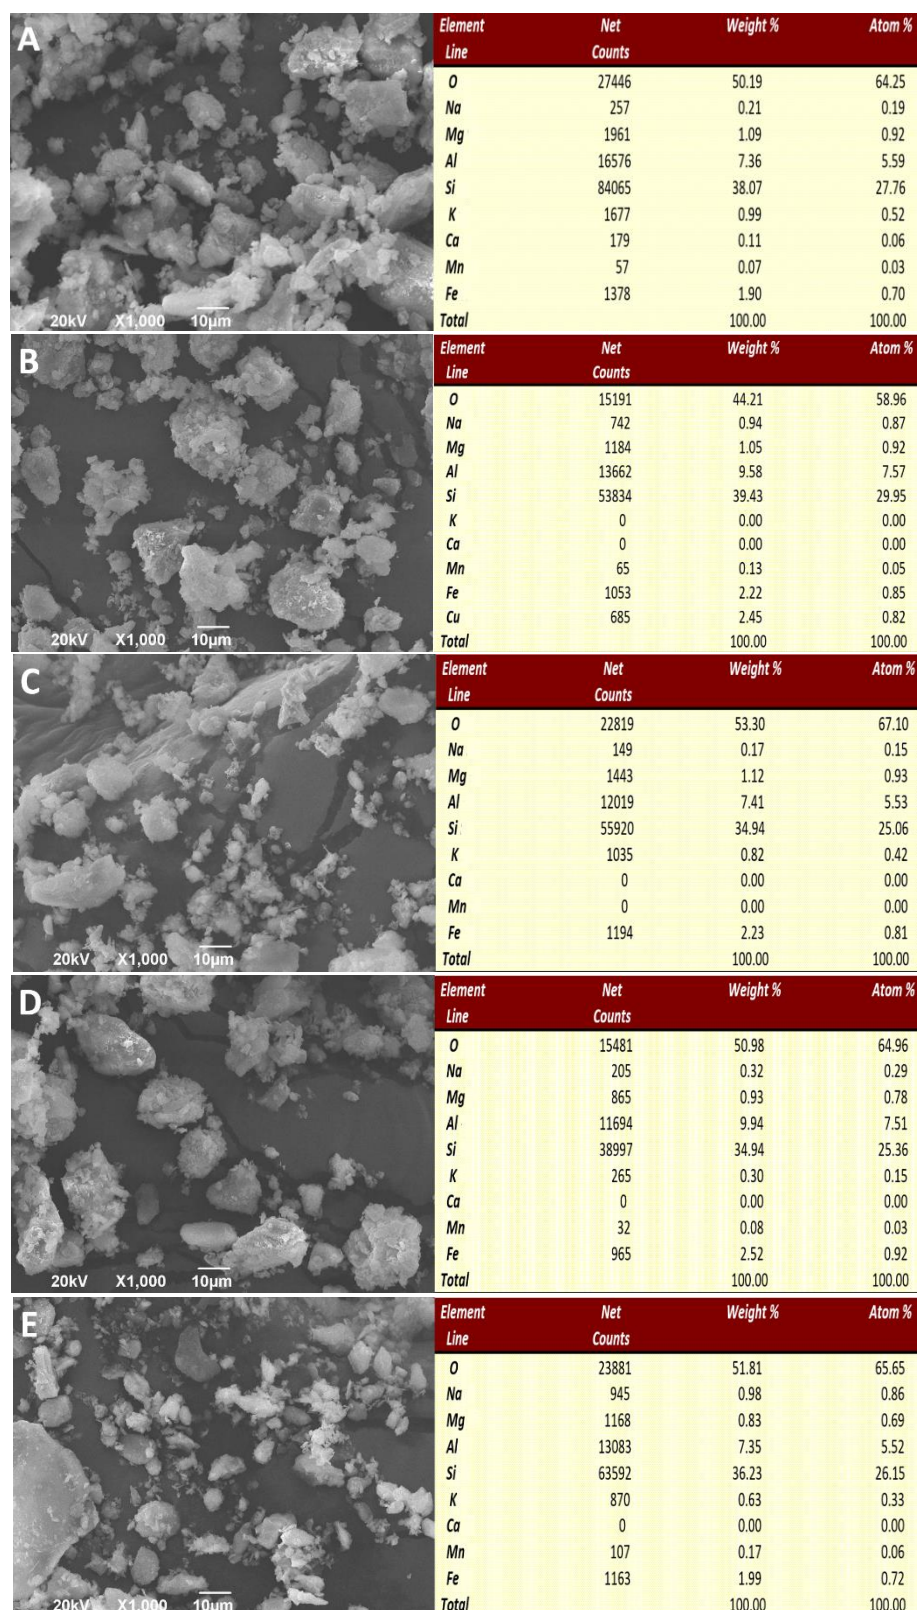 A
20kV X1,000 10µm
Element Net Weight % Atom %
Line Counts
O 27446 50.19 64.25
Na 257 0.21 0.19
Mg 1961 1.09 0.92
Al 16576 7.36 5.59
Si 84065 38.07 27.76
K 1677 0.99 0.52
Ca 179 0.11 0.06
Mn 57 0.07 0.03
Fe 1378 1.90 0.70
Total 100.00 100.00
B
20kV X1,000 10µm
Element Net Weight % Atom %
Line Counts
O 15191 44.21 58.96
Na 742 0.94 0.87
Mg 1184 1.05 0.92
Al 13662 9.58 7.57
Si 53834 39.43 29.95
K 0 0.00 0.00
Ca 0 0.00 0.00
Mn 65 0.13 0.05
Fe 1053 2.22 0.85
Cu 685 2.45 0.82
Total 100.00 100.00
C
20kV X1,000 10µm
Element Net Weight % Atom %
Line Counts
O 22819 53.30 67.10
Na 149 0.17 0.15
Mg 1443 1.12 0.93
Al 12019 7.41 5.53
Si 55920 34.94 25.06
K 1035 0.82 0.42
Ca 0 0.00 0.00
Mn 0 0.00 0.00
Fe 1194 2.23 0.81
Total 100.00 100.00
D
20kV X1,000 10µm
Element Net Weight % Atom %
Line Counts
O 15481 50.98 64.96
Na 205 0.32 0.29
Mg 865 0.93 0.78
Al 11694 9.94 7.51
Si 38997 34.94 25.36
K 265 0.30 0.15
Ca 0 0.00 0.00
Mn 32 0.08 0.03
Fe 965 2.52 0.92
Total 100.00 100.00
E
20kV X1,000 10µm
Element Net Weight % Atom %
Line Counts
O 23881 51.81 65.65
Na 945 0.98 0.86
Mg 1168 0.83 0.69
Al 13083 7.35 5.52
Si 63592 36.23 26.15
K 870 0.63 0.33
Ca 0 0.00 0.00
Mn 107 0.17 0.06
Fe 1163 1.99 0.72
Total 100.00 100.00